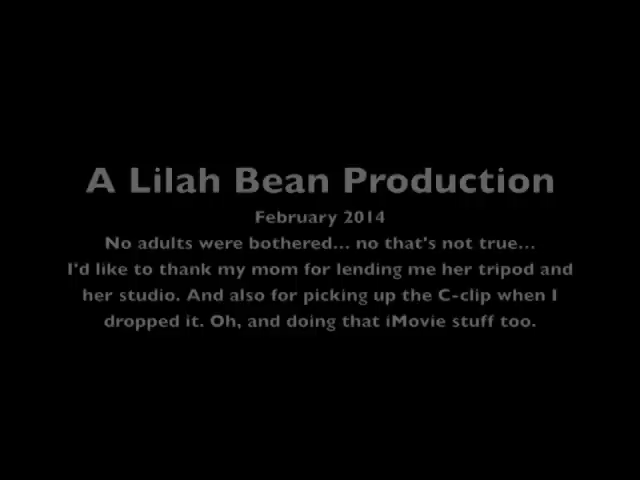 A Lilah Bean Production
February 2014
No adults were bothered... no that's not true...
I'd like to thank my mom for lending me her tripod and
her studio. And also for picking up the C-clip when I
dropped it. Oh, and doing that iMovie stuff too.